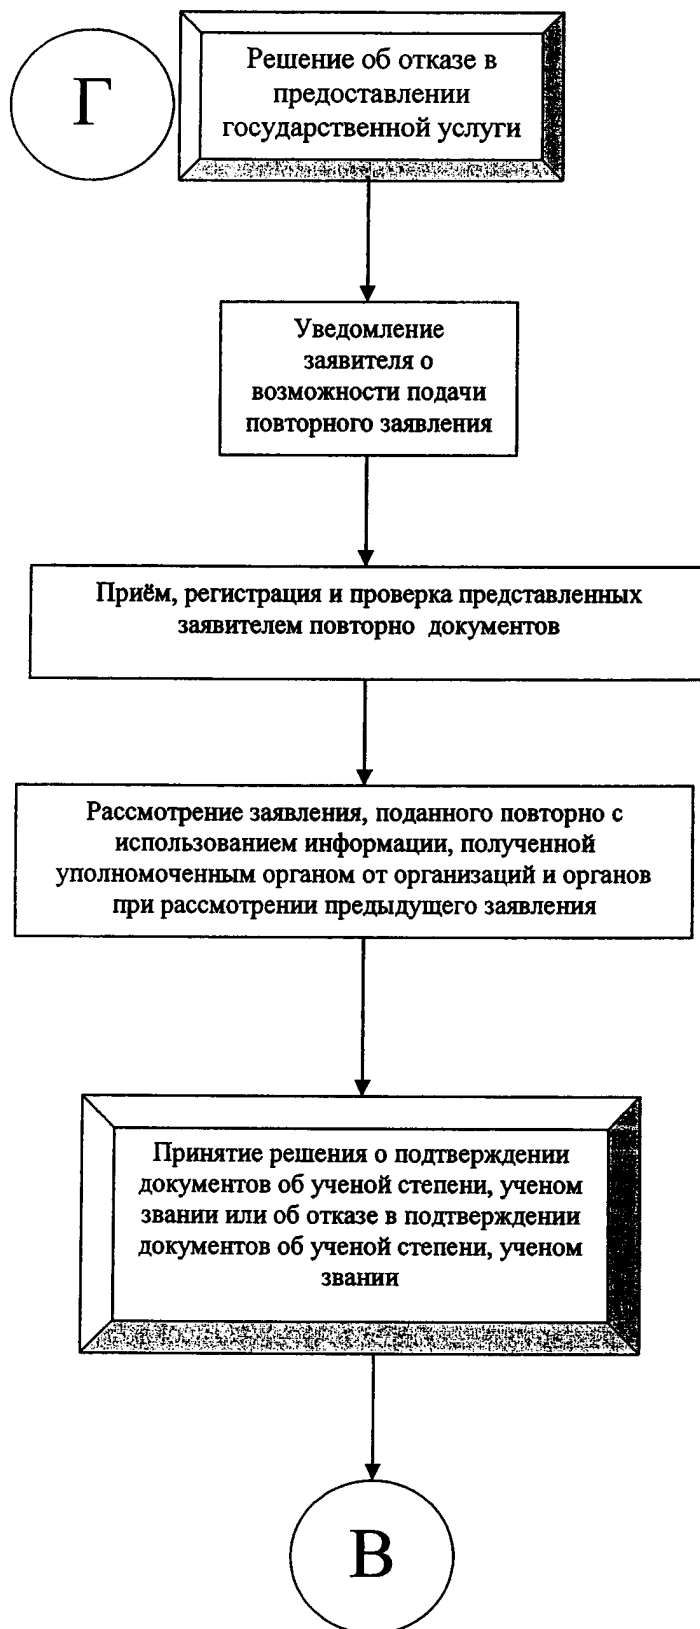 Г
Решение об отказе в
предоставлении
государственной услуги
Уведомление
заявителя о
возможности подачи
повторного заявления
Приём, регистрация и проверка представленных
заявителем повторно документов
Рассмотрение заявления, поданного повторно с
использованием информации, полученной
уполномоченным органом от организаций и органов
при рассмотрении предыдущего заявления
Принятие решения о подтверждении
документов об ученой степени, ученом
звании или об отказе в подтверждении
документов об ученой степени, ученом
звании
В